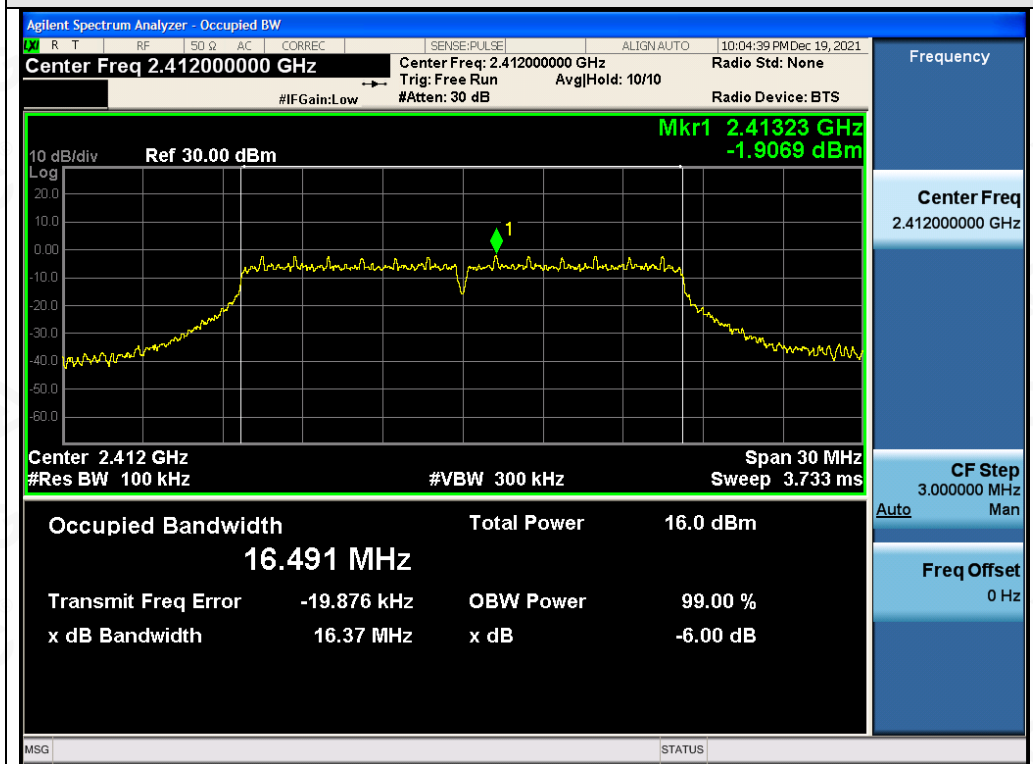 Agilent Spectrum Analyzer - Occupied BW
LXI R T RF 50 Ω AC CORREC SENSE:PULSE ALIGN AUTO 10:04:39 PM Dec 19, 2021
Center Freq 2.412000000 GHz Center Freq: 2.412000000 GHz Radio Std: None
Trig: Free Run Avg|Hold: 10/10
#IFGain:Low #Atten: 30 dB Radio Device: BTS
Mkr1 2.41323 GHz
10 dB/div Ref 30.00 dBm -1.9069 dBm
Log
20.0
10.0
0.00
-10.0
-20.0
-30.0
-40.0
-50.0
-60.0
1
Center 2.412 GHz Span 30 MHz
#Res BW 100 kHz #VBW 300 kHz Sweep 3.733 ms
Occupied Bandwidth Total Power 16.0 dBm
16.491 MHz
Transmit Freq Error -19.876 kHz OBW Power 99.00 %
x dB Bandwidth 16.37 MHz x dB -6.00 dB
MSG STATUS
Frequency
Center Freq
2.412000000 GHz
CF Step
3.000000 MHz
Auto Man
Freq Offset
0 Hz